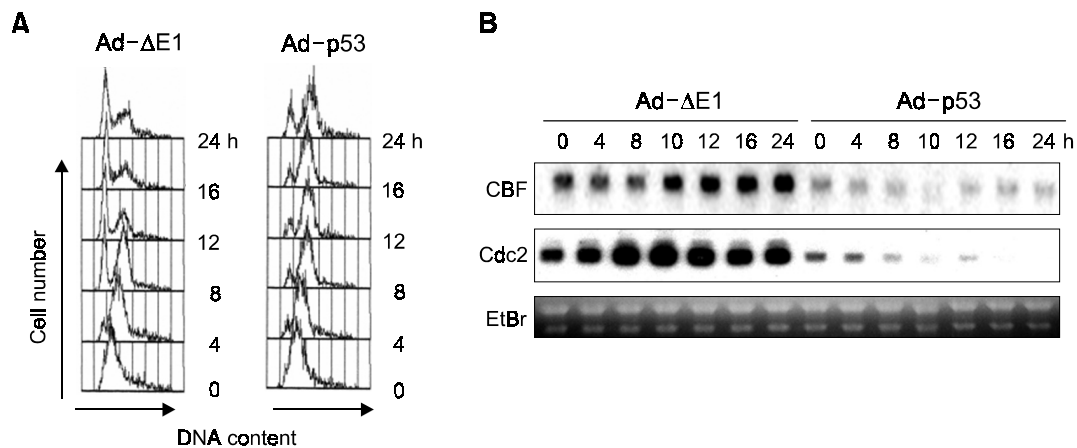 A
Ad-ΔE1
Ad-p53
24 h
16
12
8
4
0
24 h
16
12
8
4
0
Cell number
DNA content
B
Ad-ΔE1
Ad-p53
0 4 8 10 12 16 24 0 4 8 10 12 16 24 h
CBF
Cdc2
EtBr